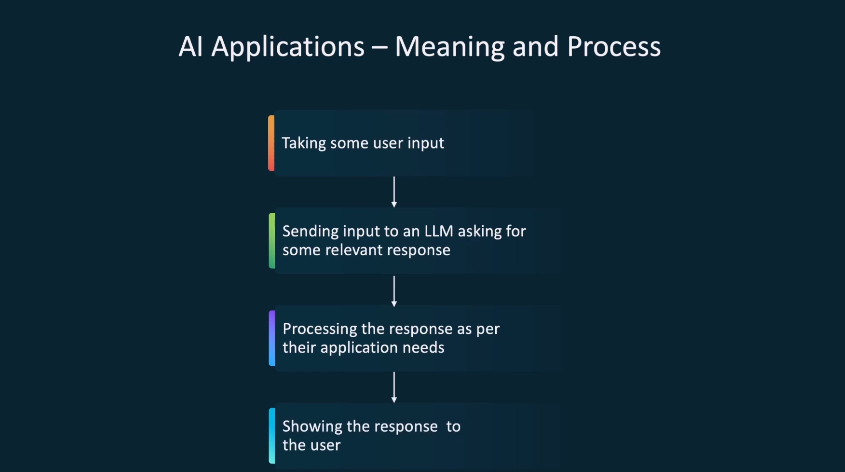 AI Applications – Meaning and Process
Taking some user input
Sending input to an LLM asking for
some relevant response
Processing the response as per
their application needs
Showing the response  to
the user